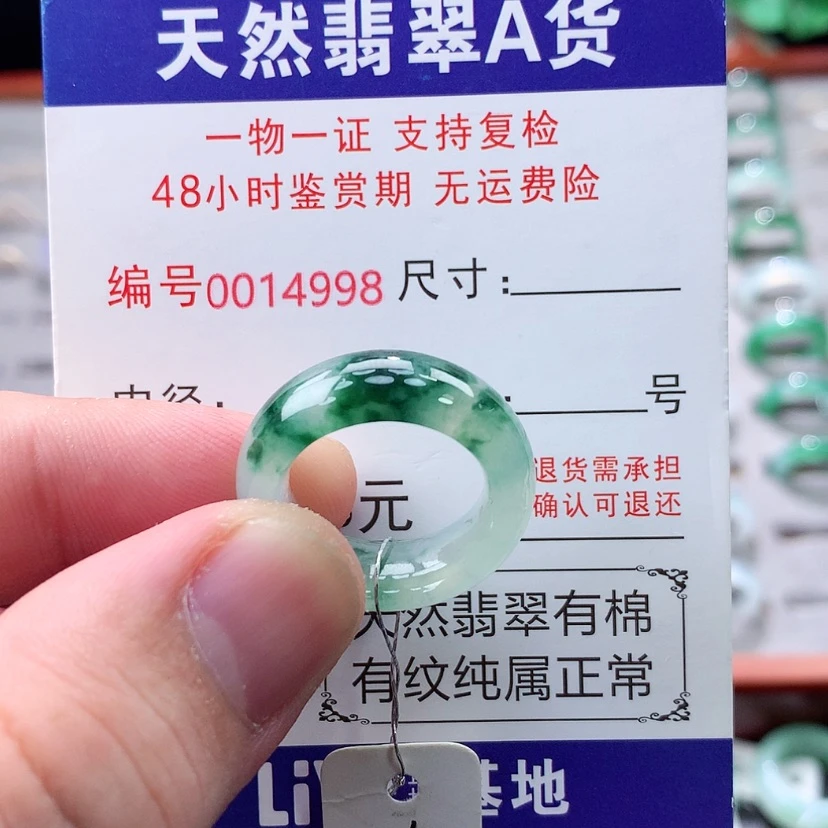 天然翡翠A货
一物一证 支持复检
48小时鉴赏期 无运费险
编号0014998 尺寸:
中径: : 号
元
退货需承担
确认可退还
天然翡翠有棉
有纹纯属正常
Li 基地